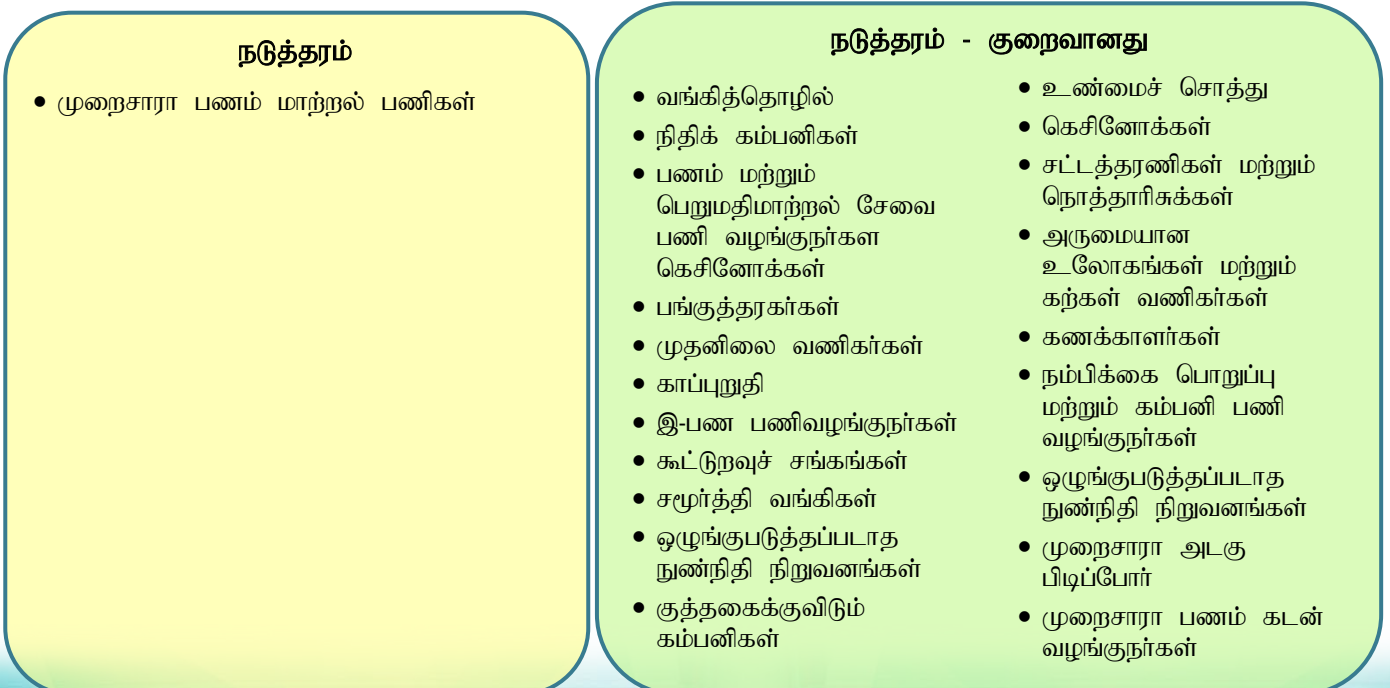 நடுத்தரம்
• முறைசாரா பணம் மாற்றல் பணிகள்
நடுத்தரம் - குறைவானது
• வங்கித்தொழில்
• நிதிக் கம்பனிகள்
• பணம் மற்றும்
பெறுமதிமாற்றல் சேவை
பணி வழங்குநர்கள
கெசினோக்கள்
• பங்குத்தரகர்கள்
• முதனிலை வணிகர்கள்
• காப்புறுதி
• இ-பண பணிவழங்குநர்கள்
• கூட்டுறவுச் சங்கங்கள்
• சமூர்த்தி வங்கிகள்
• ஒழுங்குபடுத்தப்படாத
நுண்நிதி நிறுவனங்கள்
• குத்தகைக்குவிடும்
கம்பனிகள்
• உண்மைச் சொத்து
• கெசினோக்கள்
• சட்டத்தரணிகள் மற்றும்
நொத்தாரிசுக்கள்
• அருமையான
உலோகங்கள் மற்றும்
கற்கள் வணிகர்கள்
• கணக்காளர்கள்
• நம்பிக்கை பொறுப்பு
மற்றும் கம்பனி பணி
வழங்குநர்கள்
• ஒழுங்குபடுத்தப்படாத
நுண்நிதி நிறுவனங்கள்
• முறைசாரா அடகு
பிடிப்போர்
• முறைசாரா பணம் கடன்
வழங்குநர்கள்